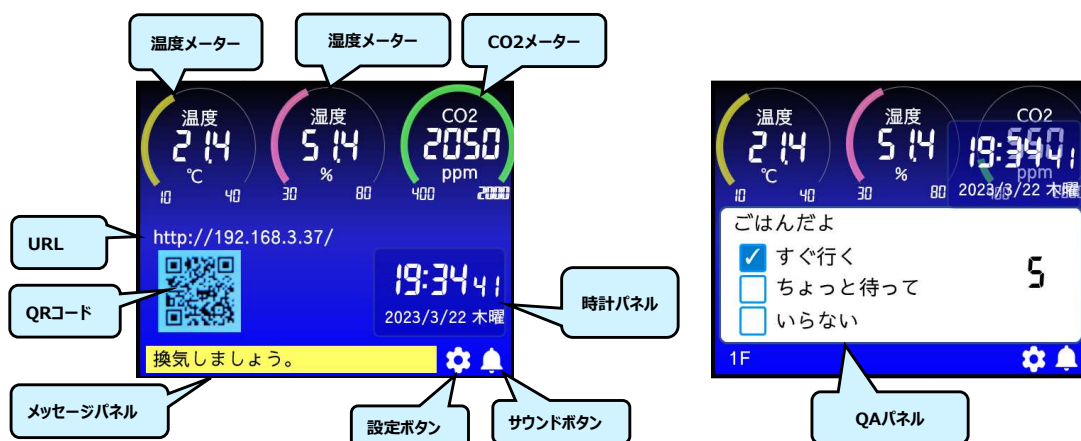 温度メーター
湿度メーター
CO2メーター
温度
21.4
℃
10 40
湿度
51.4
%
30 80
CO2
2050
ppm
400 2000
URL
http://192.168.3.37/
QRコード
19:34 41
2023/3/22 木曜
時計パネル
換気しましょう。
メッセージパネル
設定ボタン
サウンドボタン
温度
21.4
℃
10 40
湿度
51.4
%
30 80
CO2
ppm
19:34 41
2023/3/22 木曜
ごはんだよ
すぐ行く
ちょっと待って
いらない
5
1F
QAパネル